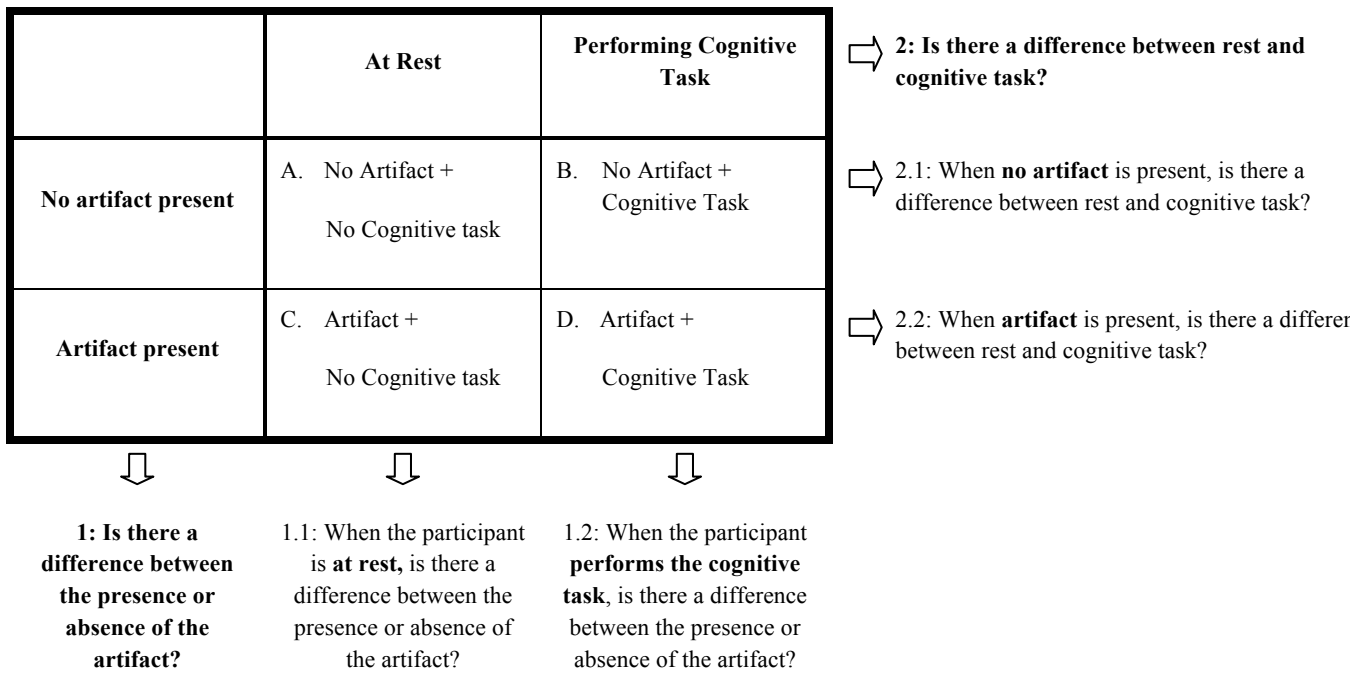 At Rest
Performing Cognitive
Task
2: Is there a difference between rest and
cognitive task?
No artifact present
A. No Artifact +
No Cognitive task
B. No Artifact +
Cognitive Task
2.1: When no artifact is present, is there a
difference between rest and cognitive task?
Artifact present
C. Artifact +
No Cognitive task
D. Artifact +
Cognitive Task
2.2: When artifact is present, is there a differen
between rest and cognitive task?
1: Is there a
difference between
the presence or
absence of the
artifact?
1.1: When the participant
is at rest, is there a
difference between the
presence or absence of
the artifact?
1.2: When the participant
performs the cognitive
task, is there a difference
between the presence or
absence of the artifact?